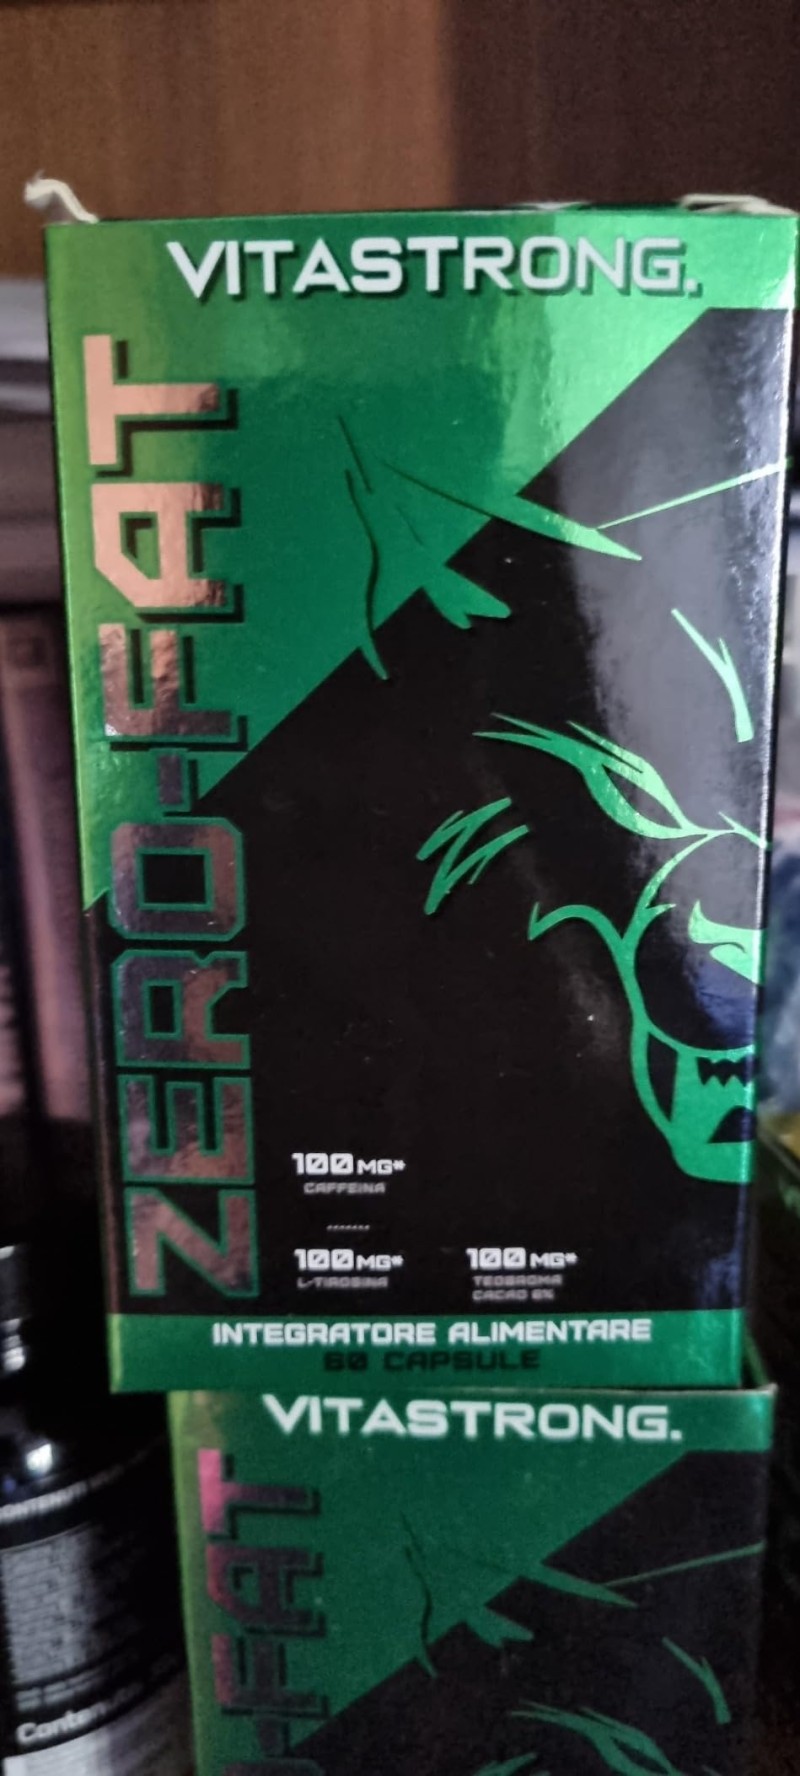 VITASTRONG.
ZERO-FAT
100 MG*
CAFFEINA
100 MG*
L-TIROSINA
100 MG*
TEOBROMA
CACAO 6%
INTEGRATORE ALIMENTARE
60 CAPSULE
VITASTRONG.
-FAT
Conten